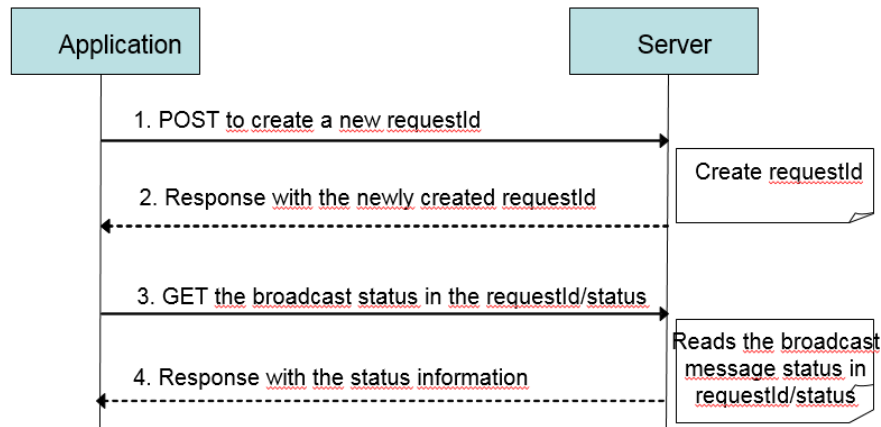 Application
Server
1. POST to create a new requestId
Create requestId
2. Response with the newly created requestId
3. GET the broadcast status in the requestId/status
Reads the broadcast
message status in
requestId/status
4. Response with the status information